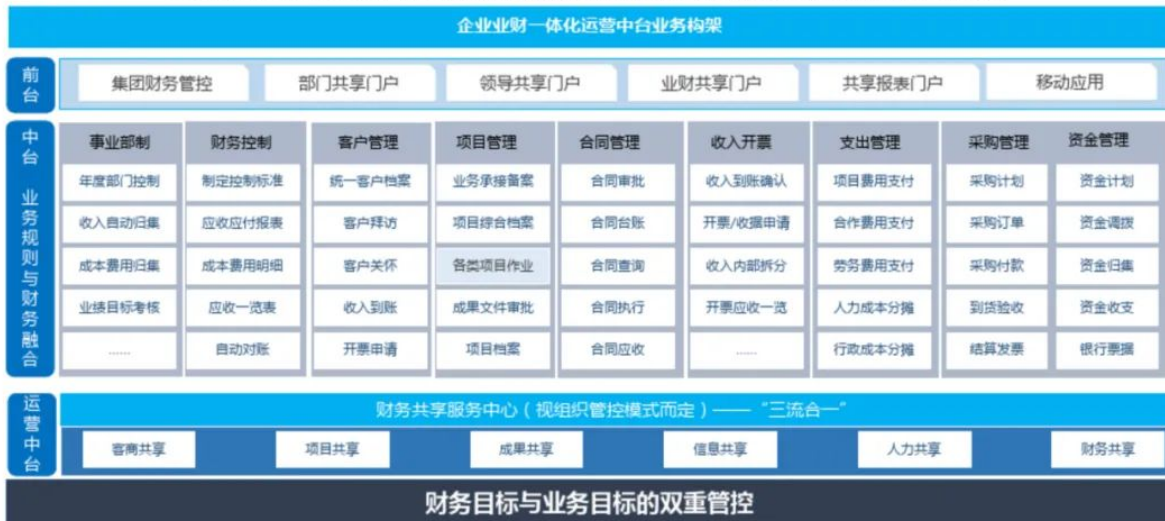 企业业财一体化运营中台业务构架
前台
集团财务管控 部门共享门户 领导共享门户 业财共享门户 共享报表门户 移动应用
中台 业务规则与财务融合
事业部制 财务控制 客户管理 项目管理 合同管理 收入开票 支出管理 采购管理 资金管理
年度部门控制 制定控制标准 统一客户档案 业务承接备案 合同审批 收入到账确认 项目费用支付 采购计划 资金计划
收入自动归集 应收应付报表 客户拜访 项目综合档案 合同台账 开票/收据申请 合作费用支付 采购订单 资金调拨
成本费用归集 成本费用明细 客户关怀 各类项目作业 合同查询 收入内部拆分 劳务费用支付 采购付款 资金归集
业绩目标考核 应收一览表 收入到账 成果文件审批 合同执行 开票应收一览 人力成本分摊 到货验收 资金收支
...... 自动对账 开票申请 项目档案 合同应收 ...... 行政成本分摊 结算发票 银行票据
运营中台
财务共享服务中心（视组织管控模式而定）——“三流合一”
客商共享 项目共享 成果共享 信息共享 人力共享 财务共享
财务目标与业务目标的双重管控